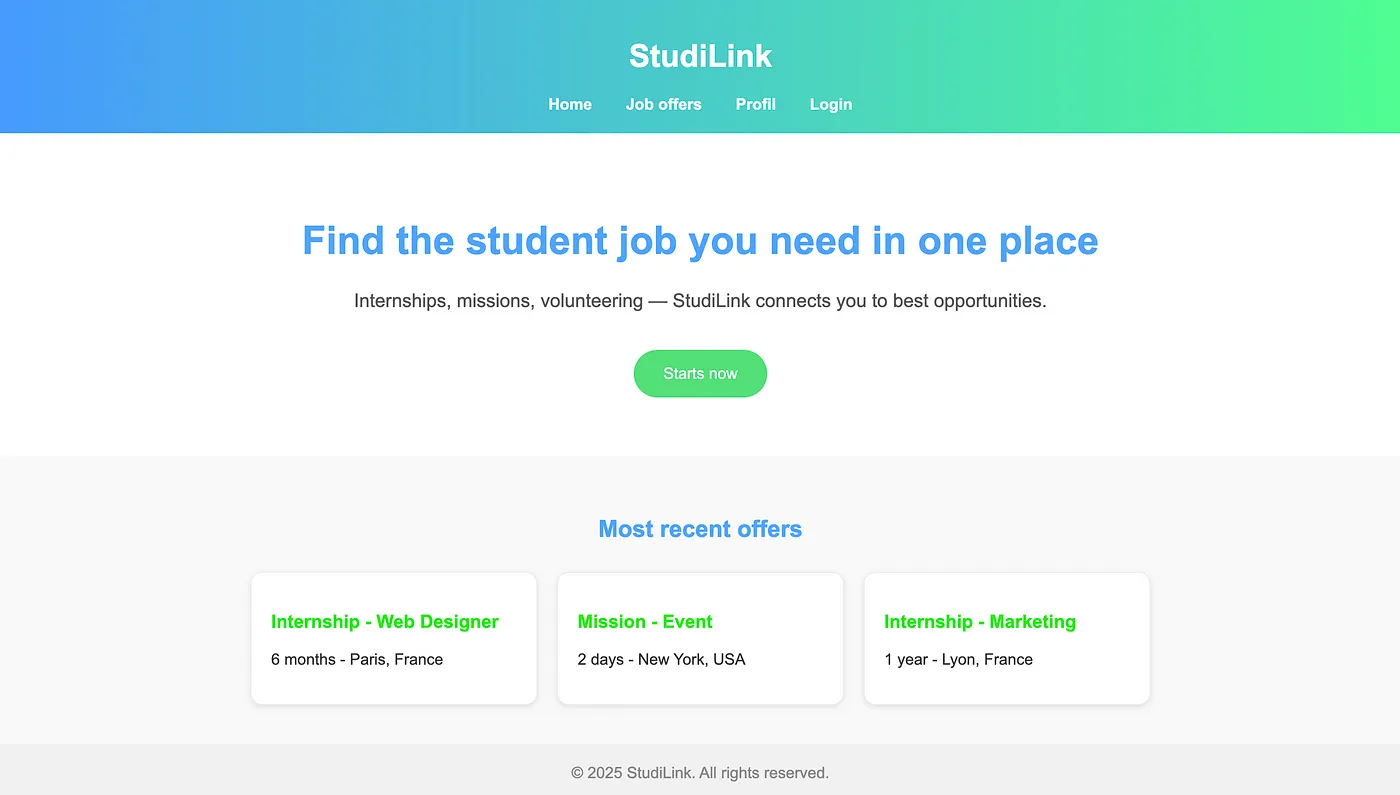 StudiLink
Home Job offers Profil Login
Find the student job you need in one place
Internships, missions, volunteering — StudiLink connects you to best opportunities.
Starts now
Most recent offers
Internship - Web Designer
6 months - Paris, France
Mission - Event
2 days - New York, USA
Internship - Marketing
1 year - Lyon, France
© 2025 StudiLink. All rights reserved.